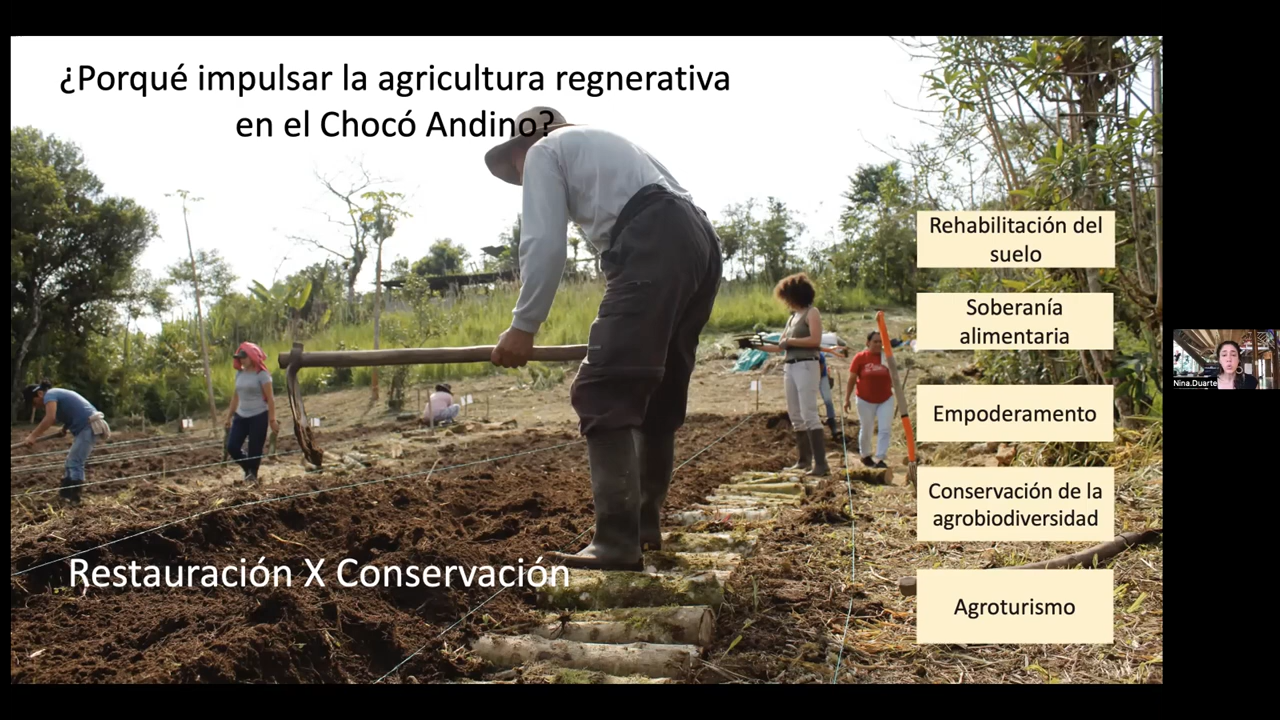 ¿Porqué impulsar la agricultura regnerativa
en el Chocó Andino?
Rehabilitación del
suelo
Soberanía
alimentaria
Empoderamento
Conservación de la
agrobiodiversidad
Agroturismo
Restauración X Conservación
Nina.Duarte